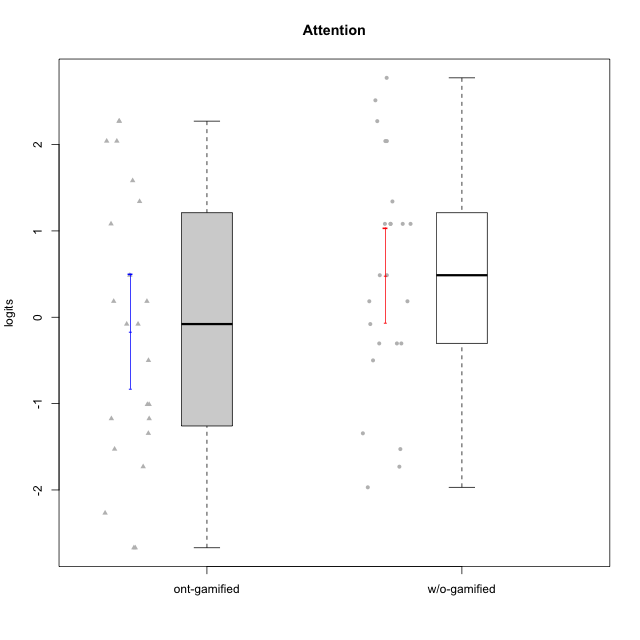 Attention
logits
2
1
0
-1
-2
ont-gamified
w/o-gamified